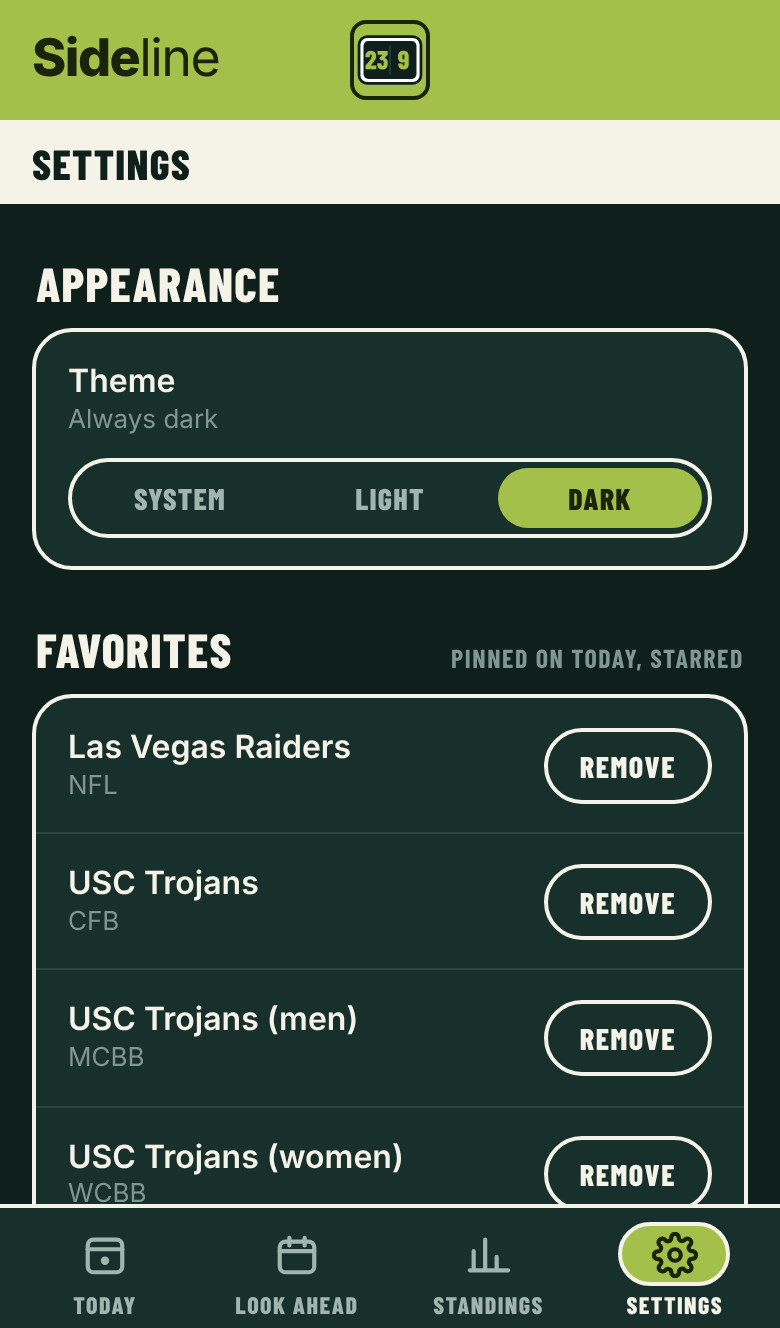 Sideline
23 9
SETTINGS
APPEARANCE
Theme
Always dark
SYSTEM LIGHT DARK
FAVORITES PINNED ON TODAY, STARRED
Las Vegas Raiders
NFL
REMOVE
USC Trojans
CFB
REMOVE
USC Trojans (men)
MCBB
REMOVE
USC Trojans (women)
WCBB
REMOVE
TODAY LOOK AHEAD STANDINGS SETTINGS